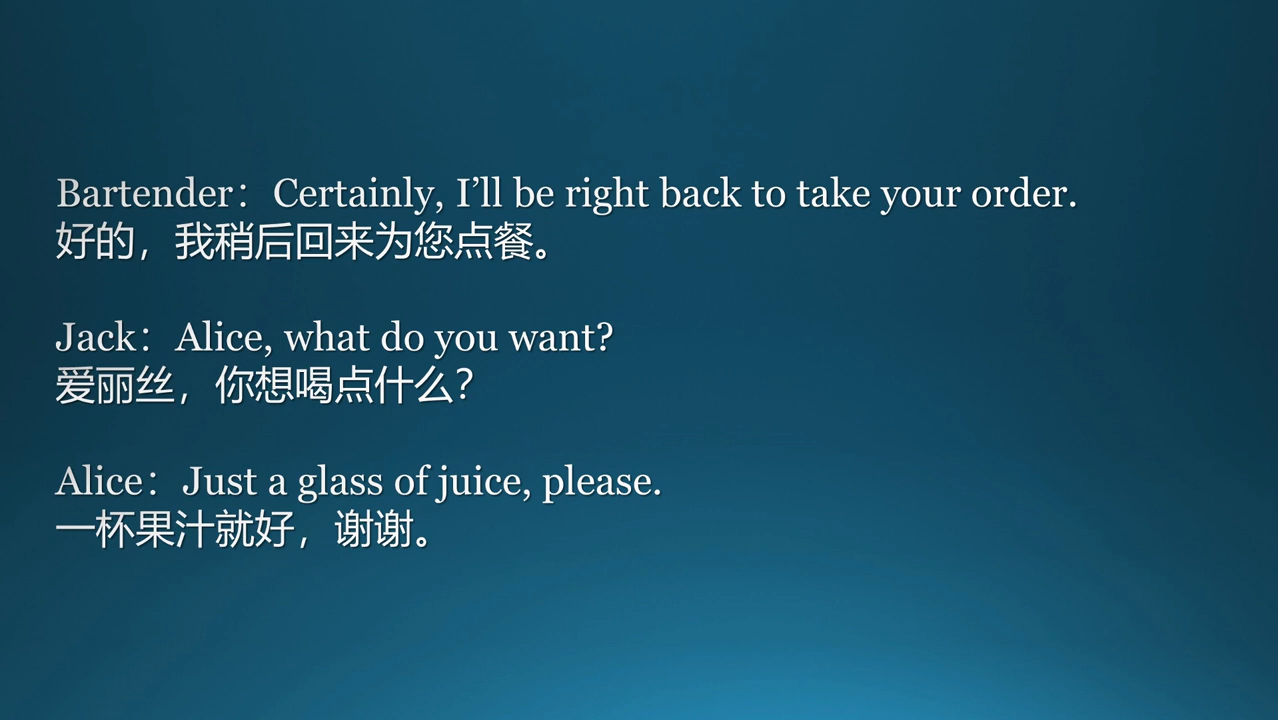 Bartender：Certainly, I’ll be right back to take your order.
好的，我稍后回来为您点餐。
Jack：Alice, what do you want?
爱丽丝，你想喝点什么？
Alice：Just a glass of juice, please.
一杯果汁就好，谢谢。